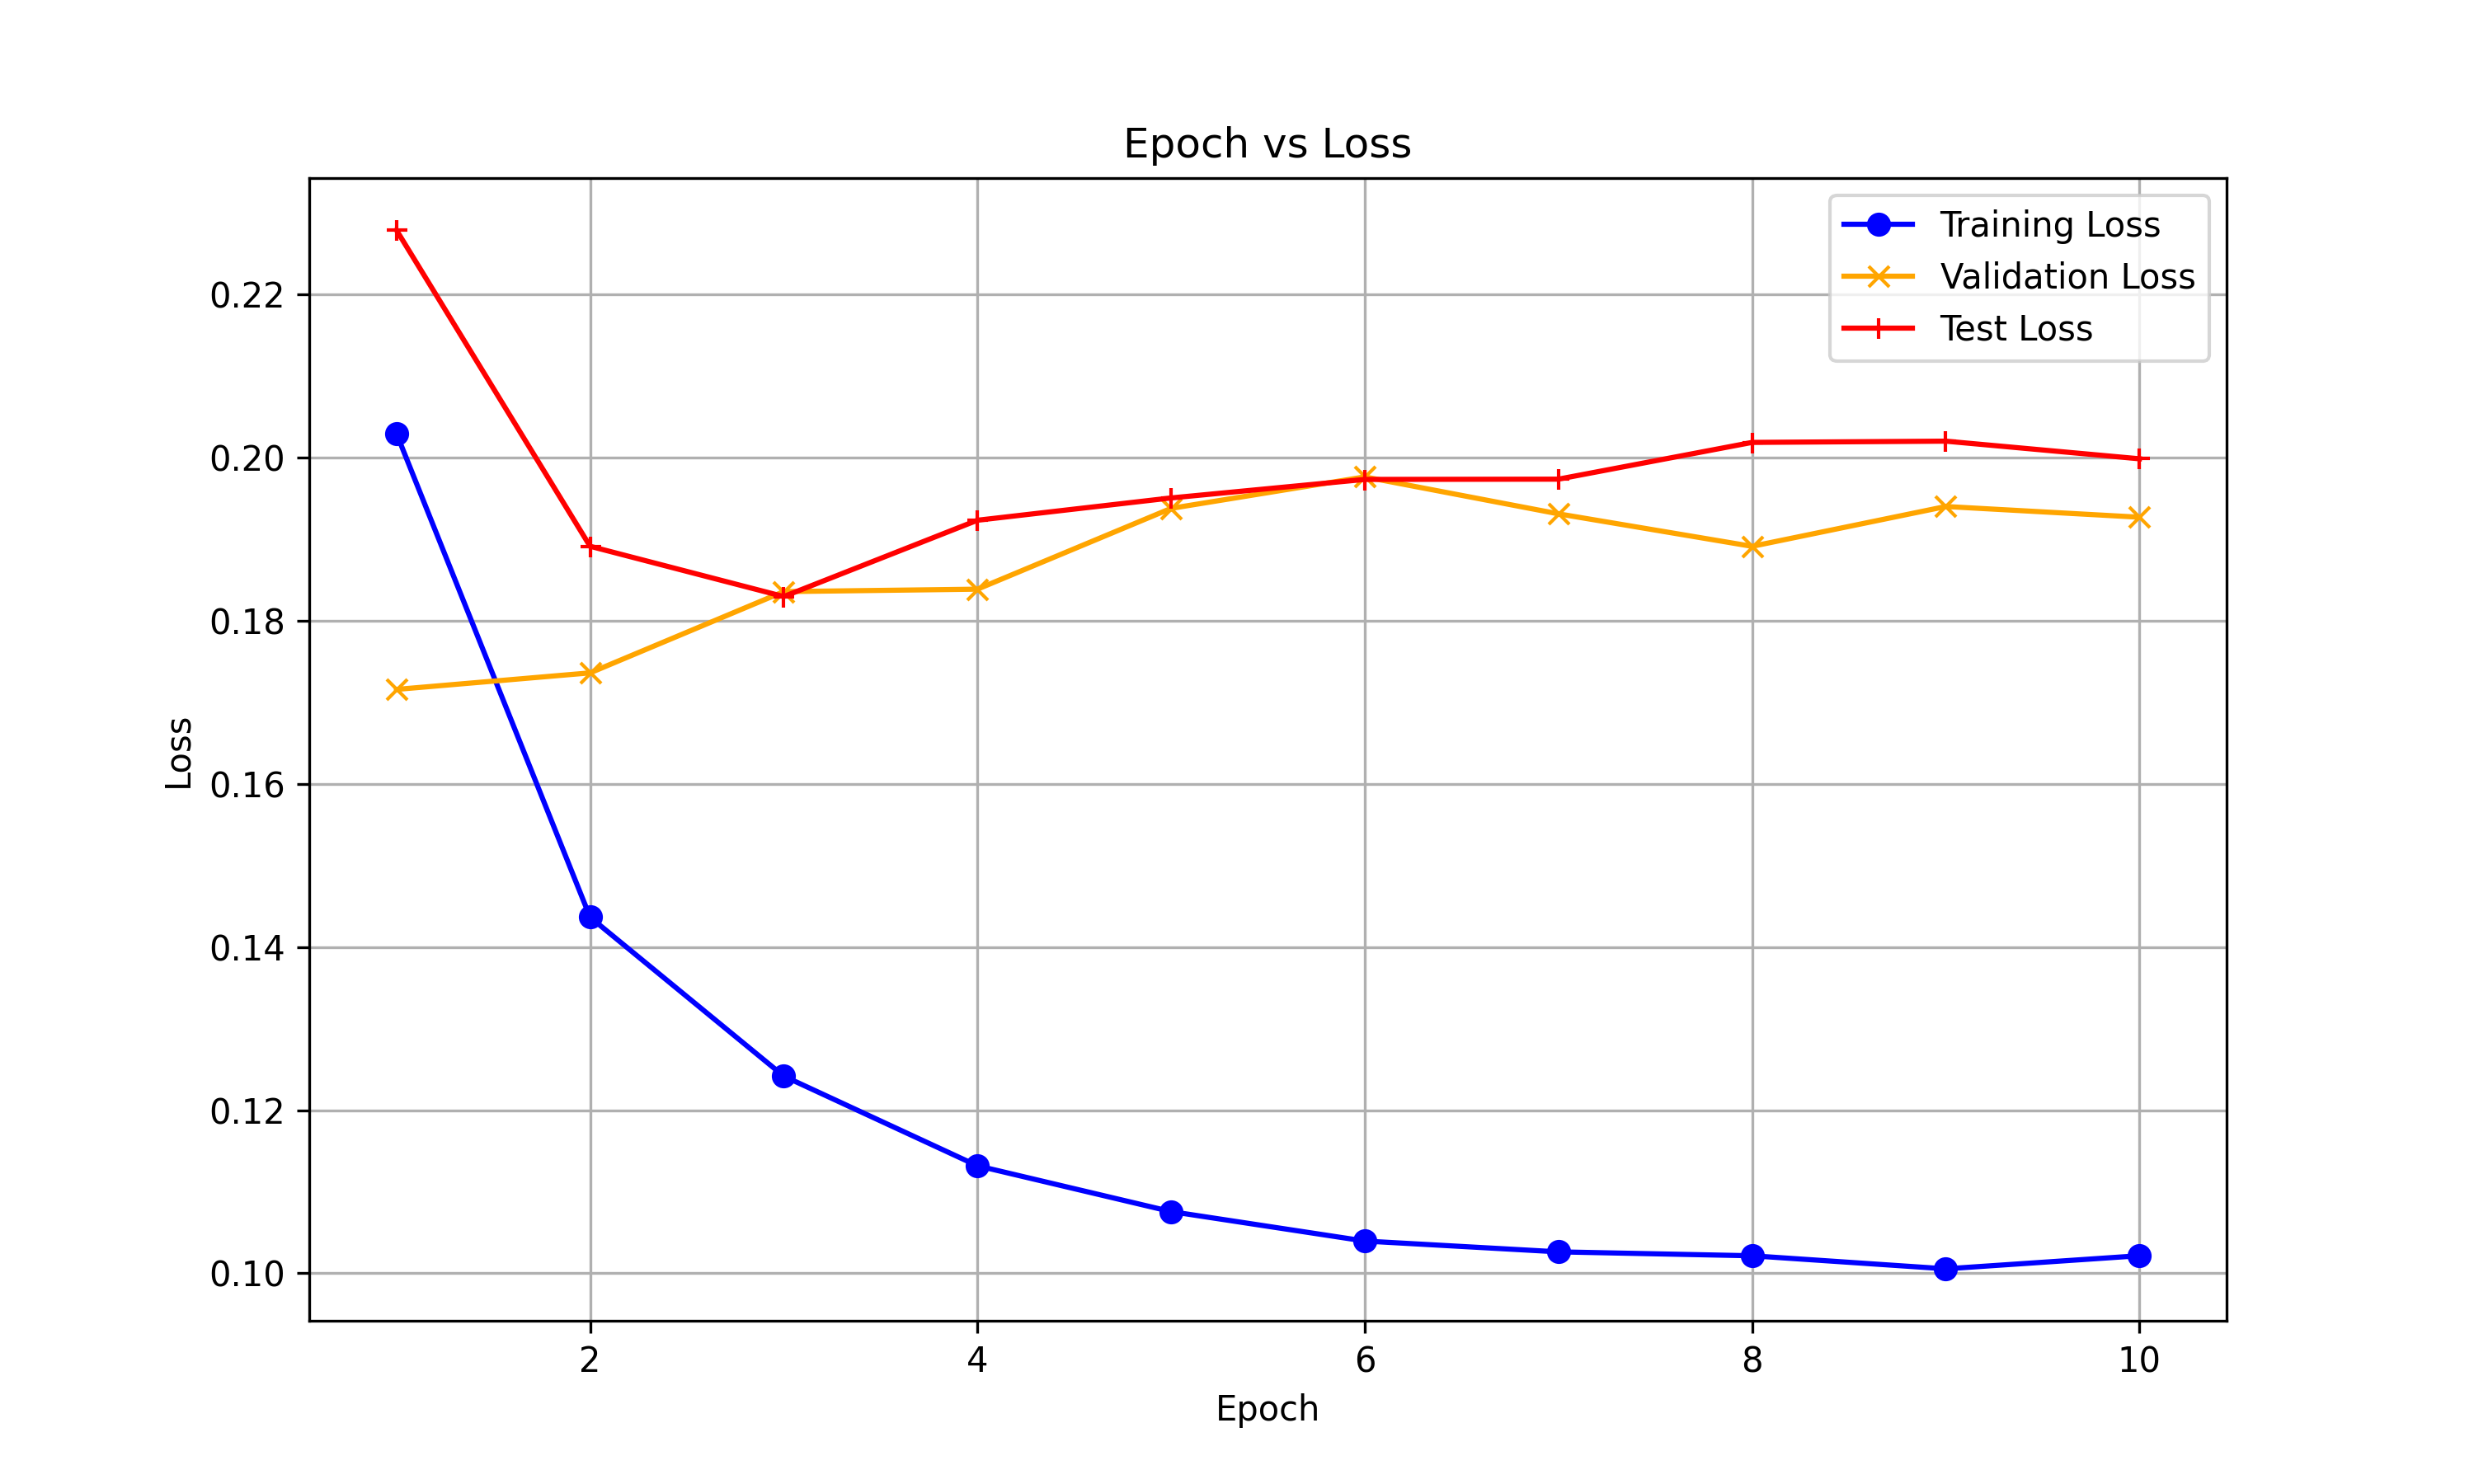 Epoch vs Loss
Training Loss
Validation Loss
Test Loss
0.22
0.20
0.18
0.16
0.14
0.12
0.10
Loss
2 4 6 8 10
Epoch